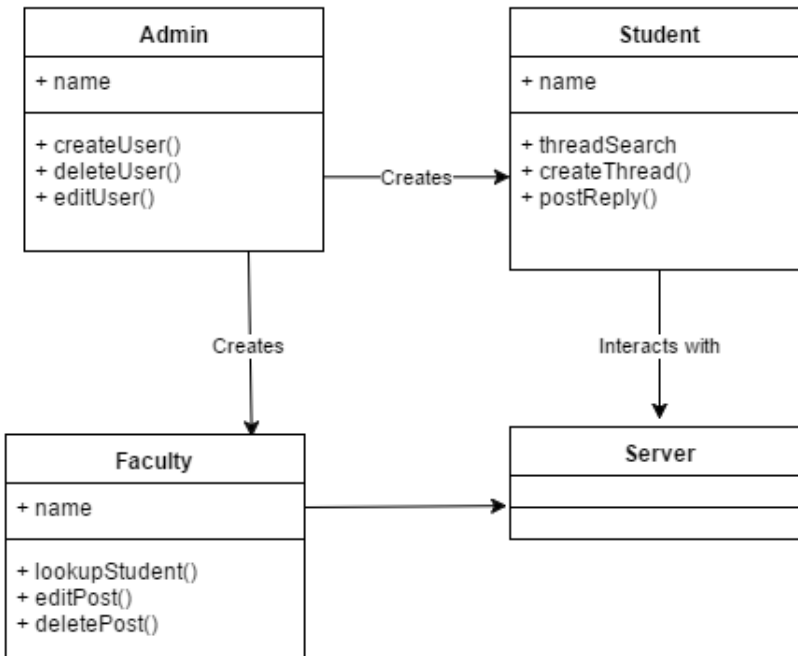 Admin
+ name
+ createUser()
+ deleteUser()
+ editUser()
Creates
Student
+ name
+ threadSearch
+ createThread()
+ postReply()
Creates
Interacts with
Faculty
+ name
+ lookupStudent()
+ editPost()
+ deletePost()
Server